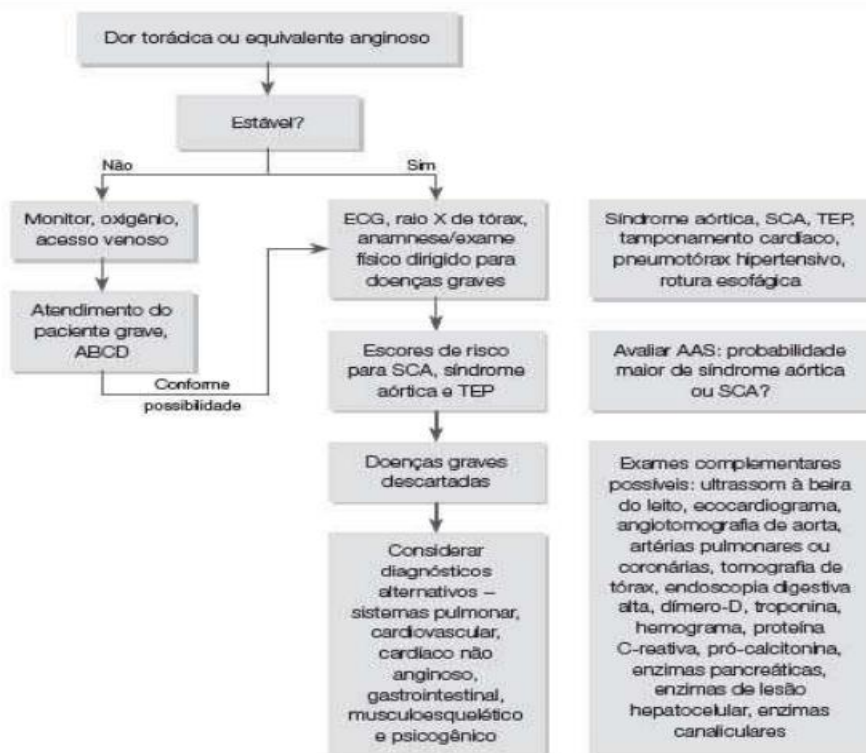 Dor torácica ou equivalente anginoso
Estável?
Não
Sim
Monitor, oxigênio,
acesso venoso
Atendimento do
paciente grave,
ABCD
Conforme
possibilidade
ECG, raio X de tórax,
anamnese/exame
físico dirigido para
doenças graves
Síndrome aórtica, SCA, TEP,
tamponamento cardíaco,
pneumotórax hipertensivo,
rotura esofágica
Escores de risco
para SCA, síndrome
aórtica e TEP
Avaliar AAS: probabilidade
maior de síndrome aórtica
ou SCA?
Doenças graves
descartadas
Considerar
diagnósticos
alternativos –
sistemas pulmonar,
cardiovascular,
cardíaco não
anginoso,
gastrointestinal,
musculoesquelético
e psicogênico
Exames complementares
possíveis: ultrassom à beira
do leito, ecocardiograma,
angiotomografia de aorta,
artérias pulmonares ou
coronárias, tomografia de
tórax, endoscopia digestiva
alta, dímero-D, troponina,
hemograma, proteína
C-reativa, pró-calcitonina,
enzimas pancreáticas,
enzimas de lesão
hepatocelular, enzimas
canaliculares